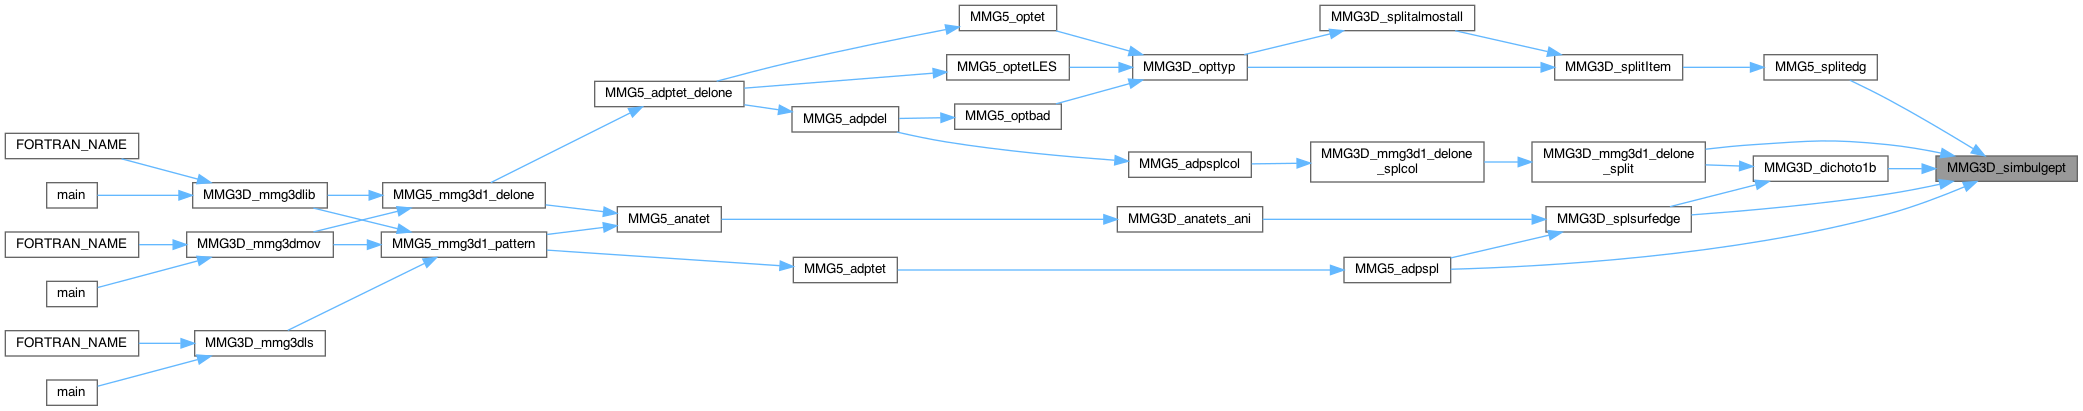 MMG5_optet
MMG3D_splitalmostall
MMG5_optetLES
MMG3D_opttyp
MMG3D_splitItem
MMG5_splitedg
MMG5_adptet_delone
MMG5_adpdel
MMG5_optbad
FORTRAN_NAME
MMG5_adpsplcol
MMG3D_mmg3d1_delone
_splcol
MMG3D_mmg3d1_delone
_split
MMG3D_dichoto1b
MMG3D_simbulgept
main
MMG3D_mmg3dlib
MMG5_mmg3d1_delone
MMG5_anatet
MMG3D_anatets_ani
MMG3D_splsurfedge
FORTRAN_NAME
MMG3D_mmg3dmov
MMG5_mmg3d1_pattern
MMG5_adptet
MMG5_adpspl
main
FORTRAN_NAME
MMG3D_mmg3dls
main